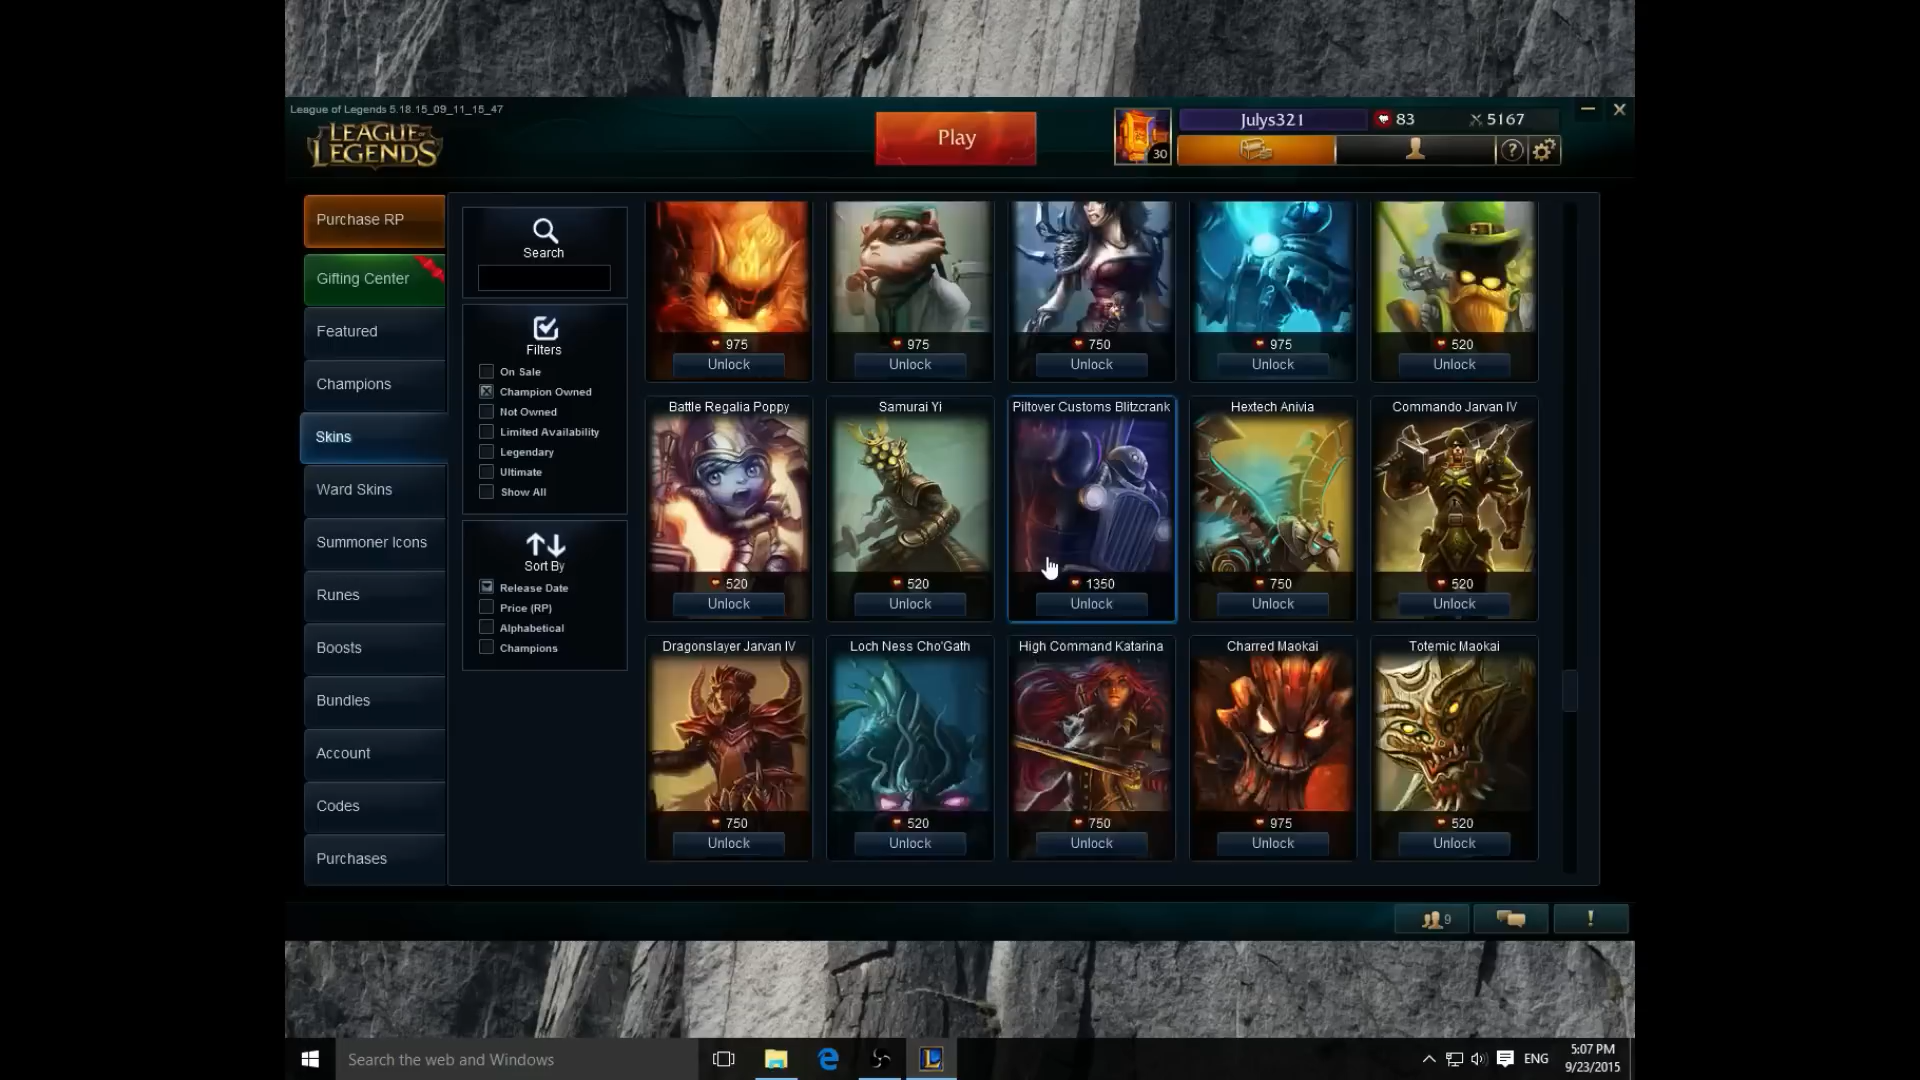 League of Legends 5.18.15_09_11_15_47
LEAGUE OF LEGENDS
Play
30
Julys321
83
5167
?
Purchase RP
Gifting Center
Featured
Champions
Skins
Ward Skins
Summoner Icons
Runes
Boosts
Bundles
Account
Codes
Purchases
Search
Filters
On Sale
Champion Owned
Not Owned
Limited Availability
Legendary
Ultimate
Show All
Sort By
Release Date
Price (RP)
Alphabetical
Champions
975 975 750 975 520
Unlock Unlock Unlock Unlock Unlock
Battle Regalia Poppy Samurai Yi Piltover Customs Blitzcrank Hextech Anivia Commando Jarvan IV
520 520 1350 750 520
Unlock Unlock Unlock Unlock Unlock
Dragonslayer Jarvan IV Loch Ness Cho'Gath High Command Katarina Charred Maokai Totemic Maokai
750 520 750 975 520
Unlock Unlock Unlock Unlock Unlock
9
!
Search the web and Windows
ENG
5:07 PM
9/23/2015